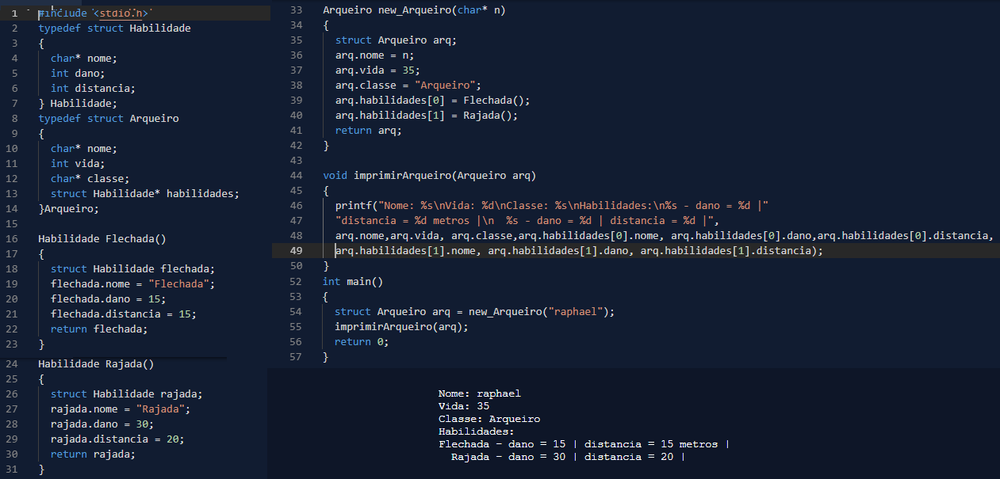 1 #include <stdio.h>
2 typedef struct Habilidade
3 {
4 char* nome;
5 int dano;
6 int distancia;
7 } Habilidade;
8 typedef struct Arqueiro
9 {
10 char* nome;
11 int vida;
12 char* classe;
13 struct Habilidade* habilidades;
14 }Arqueiro;
15
16 Habilidade Flechada()
17 {
18 struct Habilidade flechada;
19 flechada.nome = "Flechada";
20 flechada.dano = 15;
21 flechada.distancia = 15;
22 return flechada;
23 }
24 Habilidade Rajada()
25 {
26 struct Habilidade rajada;
27 rajada.nome = "Rajada";
28 rajada.dano = 30;
29 rajada.distancia = 20;
30 return rajada;
31 }
33 Arqueiro new_Arqueiro(char* n)
34 {
35 struct Arqueiro arq;
36 arq.nome = n;
37 arq.vida = 35;
38 arq.classe = "Arqueiro";
39 arq.habilidades[0] = Flechada();
40 arq.habilidades[1] = Rajada();
41 return arq;
42 }
43
44 void imprimirArqueiro(Arqueiro arq)
45 {
46 printf("Nome: %s\nVida: %d\nClasse: %s\nHabilidades:\n%s - dano = %d |"
47 "distancia = %d metros |\n  %s - dano = %d | distancia = %d |",
48 arq.nome,arq.vida, arq.classe,arq.habilidades[0].nome, arq.habilidades[0].dano,arq.habilidades[0].distancia,
49 arq.habilidades[1].nome, arq.habilidades[1].dano, arq.habilidades[1].distancia);
50 }
52 int main()
53 {
54 struct Arqueiro arq = new_Arqueiro("raphael");
55 imprimirArqueiro(arq);
56 return 0;
57 }
Nome: raphael
Vida: 35
Classe: Arqueiro
Habilidades:
Flechada - dano = 15 | distancia = 15 metros |
Rajada - dano = 30 | distancia = 20 |